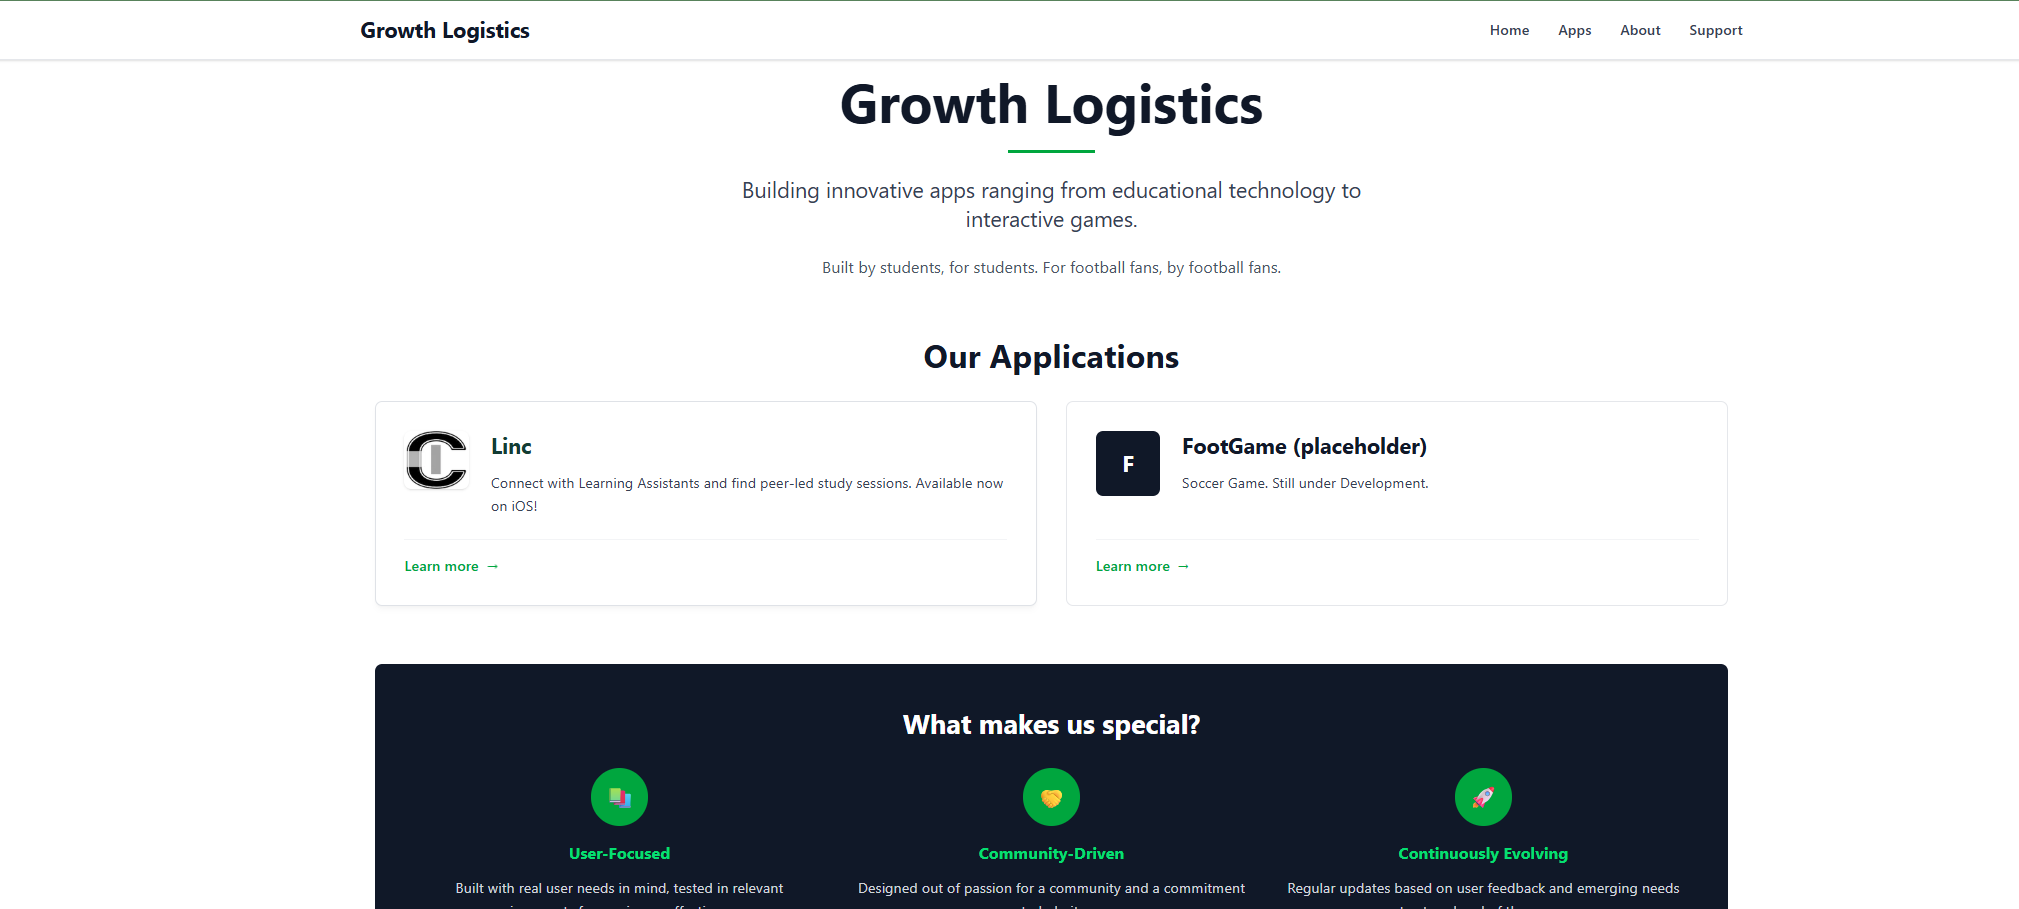 Growth Logistics
Home Apps About Support
Growth Logistics
Building innovative apps ranging from educational technology to
interactive games.
Built by students, for students. For football fans, by football fans.
Our Applications
Linc
Connect with Learning Assistants and find peer-led study sessions. Available now
on iOS!
Learn more →
F
FootGame (placeholder)
Soccer Game. Still under Development.
Learn more →
What makes us special?
User-Focused
Built with real user needs in mind, tested in relevant
Community-Driven
Designed out of passion for a community and a commitment
Continuously Evolving
Regular updates based on user feedback and emerging needs